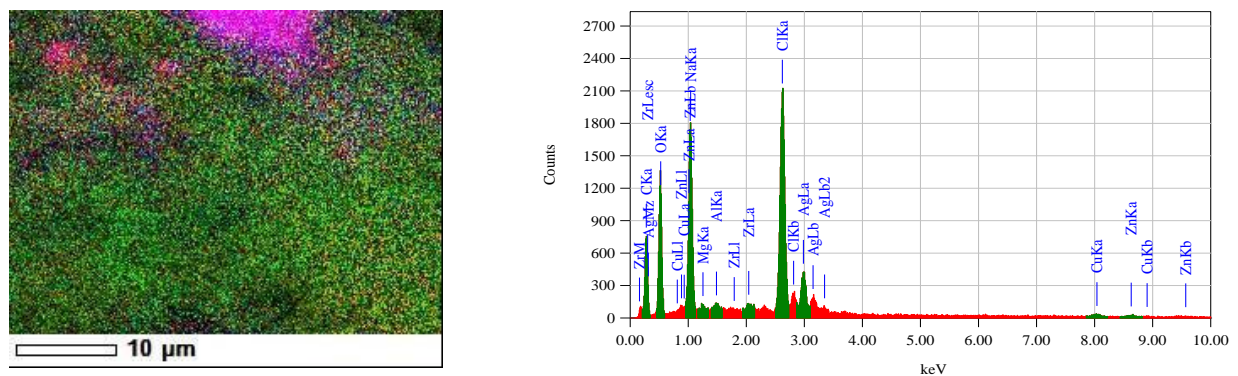 10 µm
Counts
2700
2400
2100
1800
1500
1200
900
600
300
0
ZrM
AgMz
CKa
ZrLesc
OKa
CuLl
CuLa
ZnLl
ZnLa
ZnLb
NaKa
MgKa
AlKa
ZrLl
ZrLa
ClKa
ClKb
AgLa
AgLb
AgLb2
CuKa
ZnKa
CuKb
ZnKb
0.00 1.00 2.00 3.00 4.00 5.00 6.00 7.00 8.00 9.00 10.00
keV